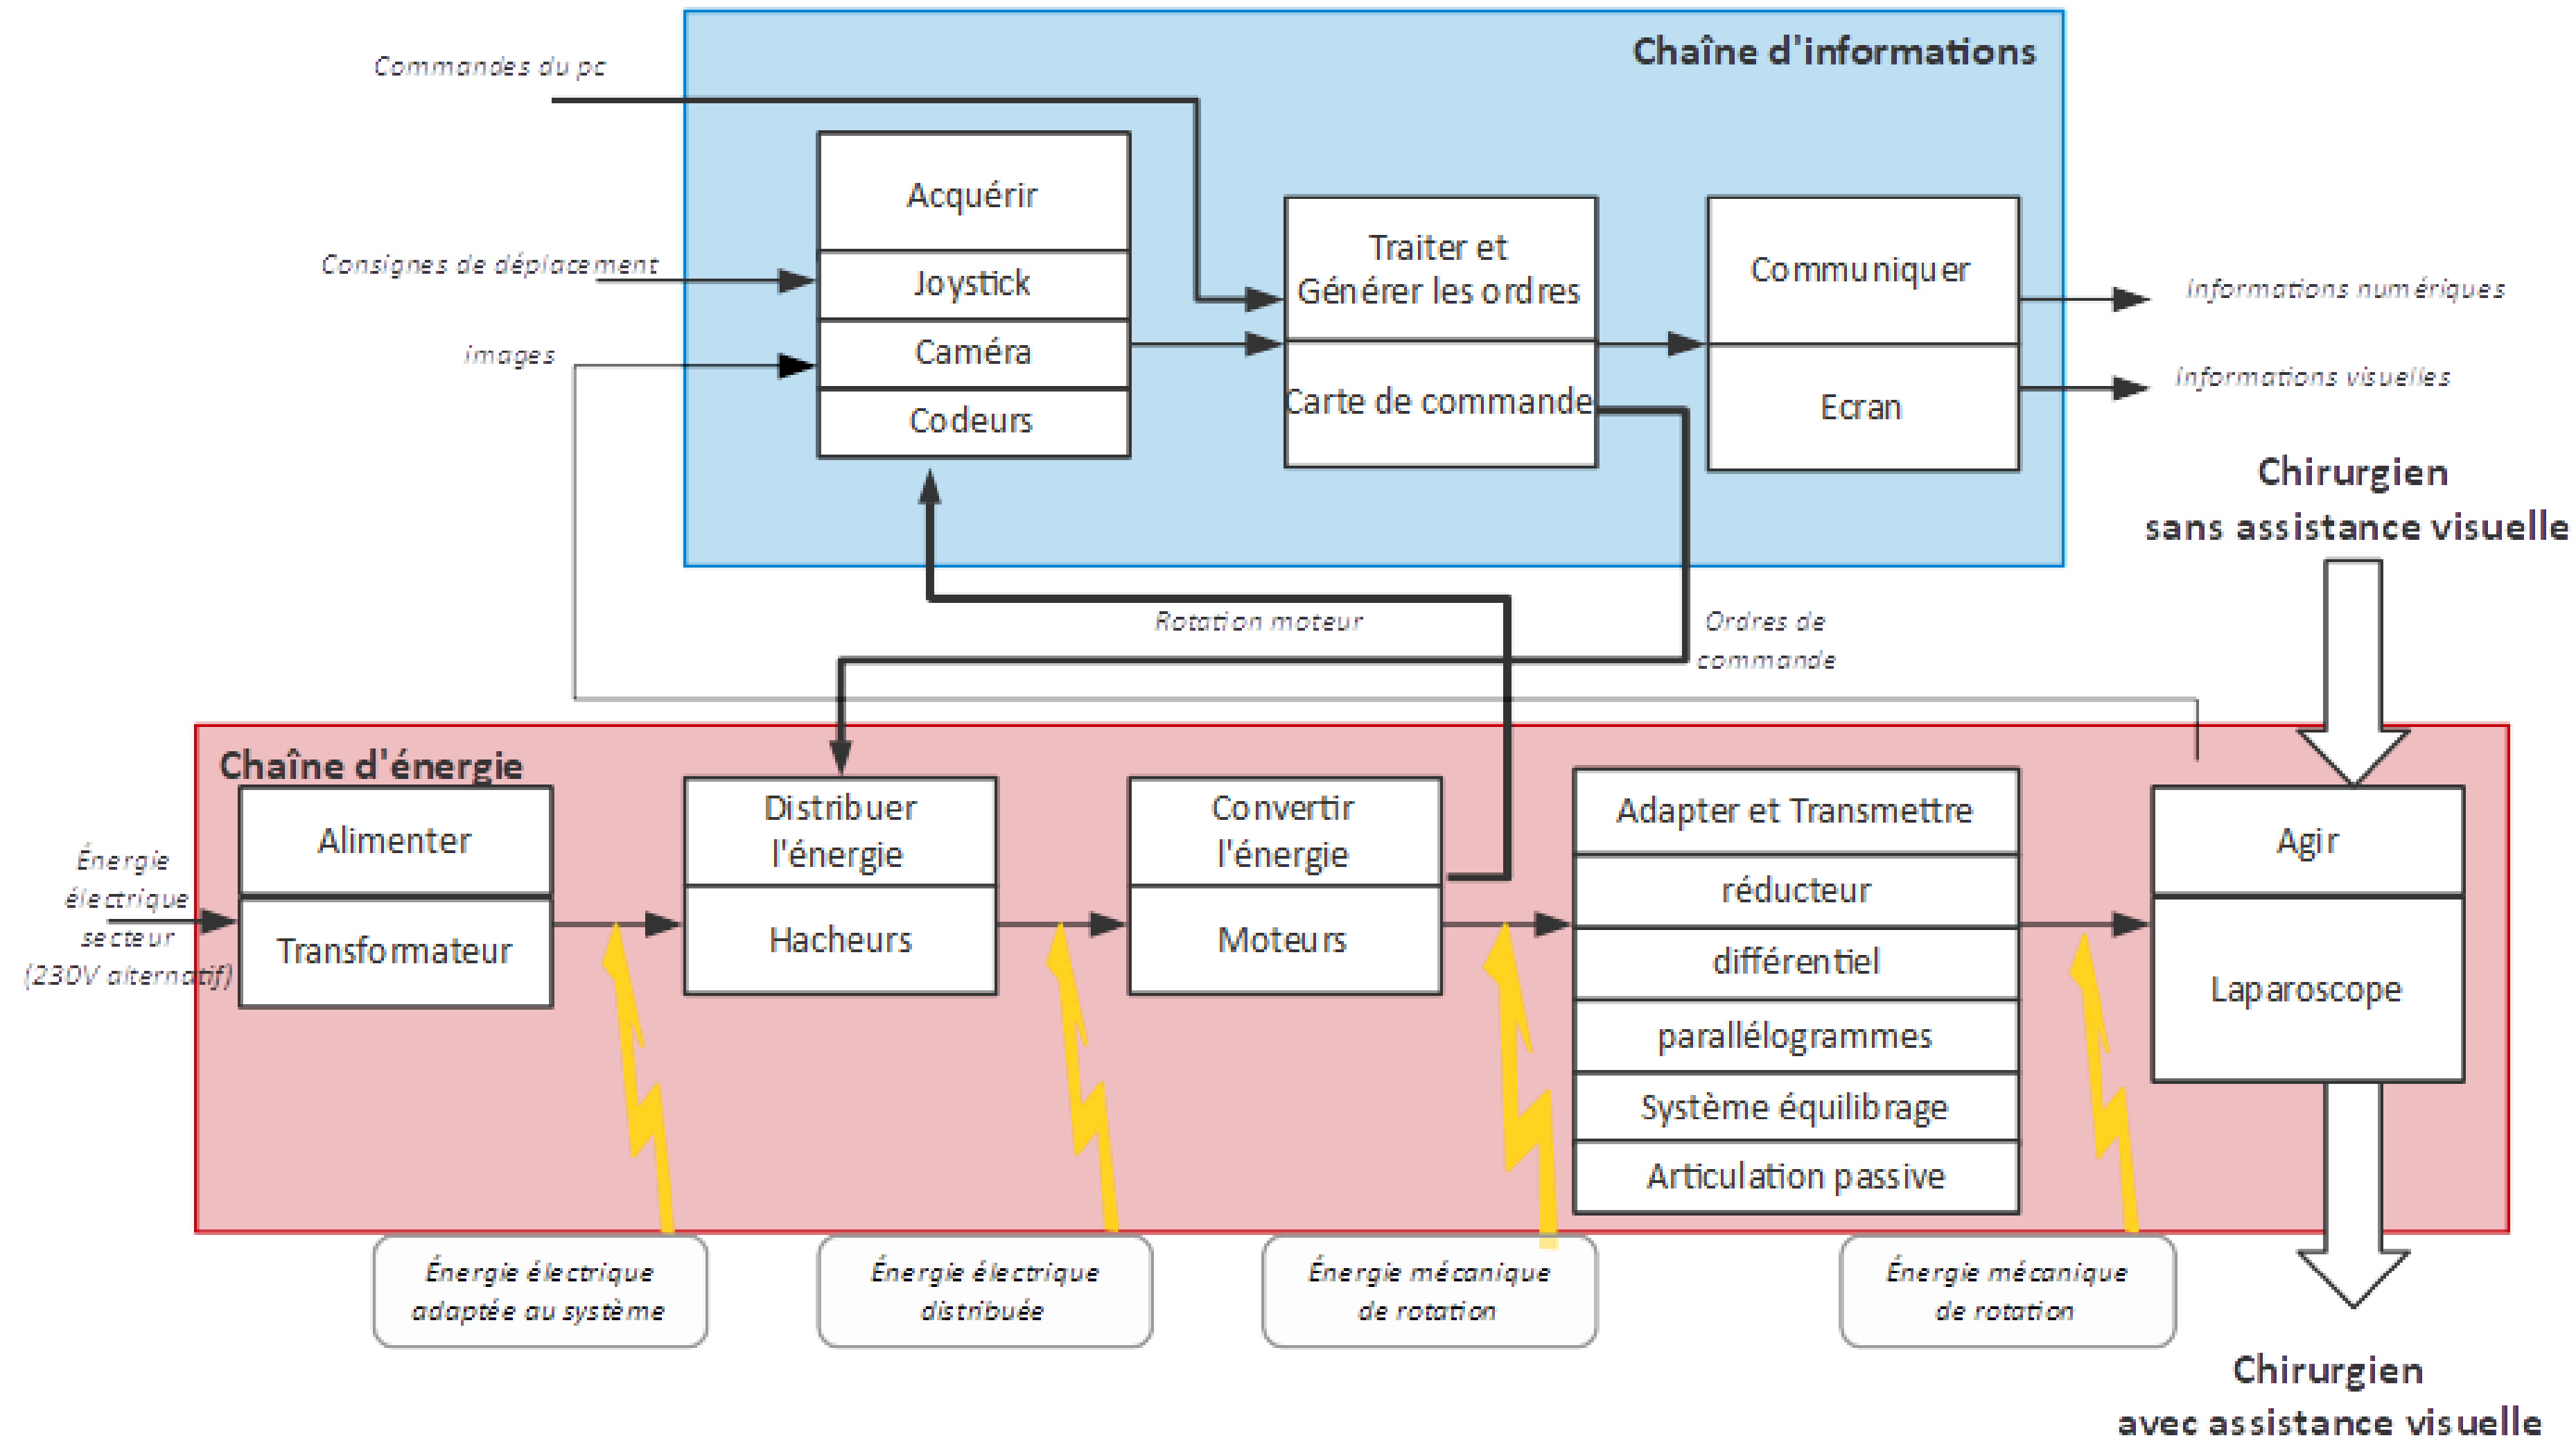 Chaîne d'informations
Commandes du pc
Acquérir
Consignes de déplacement
Joystick
images
Caméra
Codeurs
Traiter et
Générer les ordres
Carte de commande
Communiquer
Ecran
Informations numériques
Informations visuelles
Chirurgien
sans assistance visuelle
Rotation moteur
Ordres de
commande
Chaîne d'énergie
Énergie
électrique
secteur
(230V alternatif)
Alimenter
Transformateur
Distribuer
l'énergie
Hacheurs
Convertir
l'énergie
Moteurs
Adapter et Transmettre
réducteur
différentiel
parallélogrammes
Système équilibrage
Articulation passive
Agir
Laparoscope
Énergie électrique
adaptée au système
Énergie électrique
distribuée
Énergie mécanique
de rotation
Énergie mécanique
de rotation
Chirurgien
avec assistance visuelle